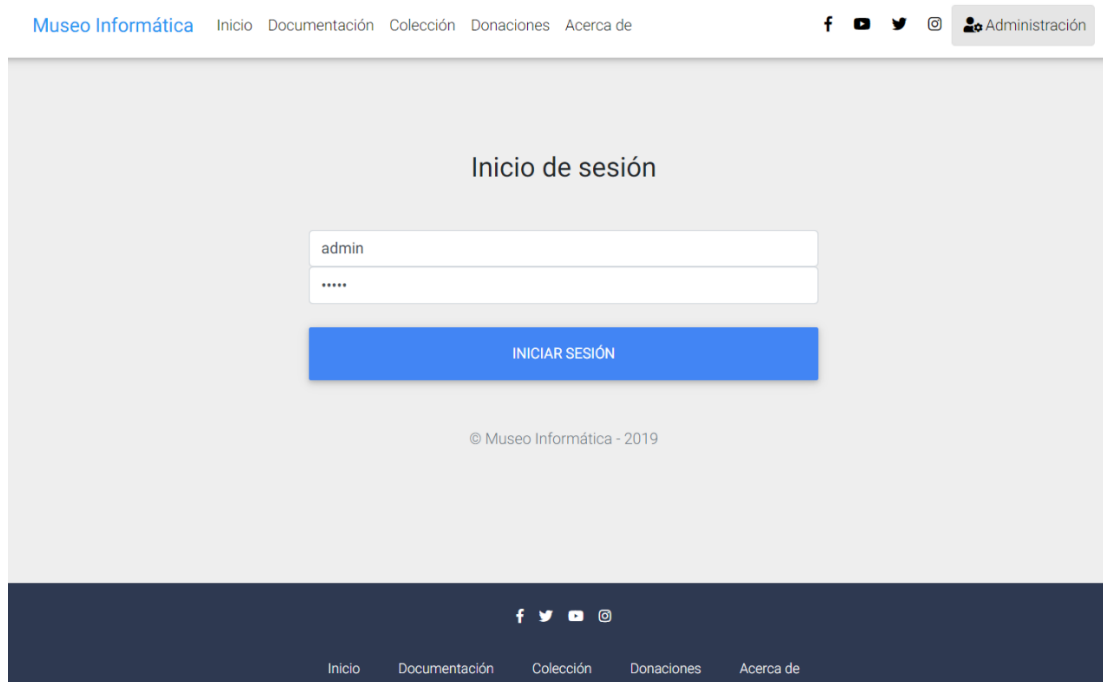 Museo Informática Inicio Documentación Colección Donaciones Acerca de Administración
Inicio de sesión
admin
•••••
INICIAR SESIÓN
© Museo Informática - 2019
Inicio Documentación Colección Donaciones Acerca de